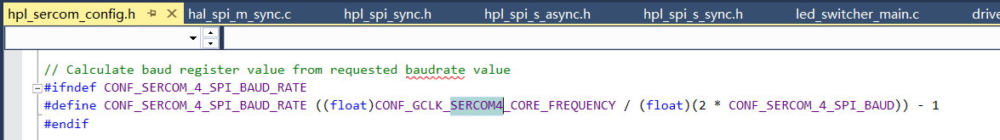 hpl_sercom_config.h hal_spi_m_sync.c hpl_spi_sync.h hpl_spi_s_async.h hpl_spi_s_sync.h led_switcher_main.c drive
// Calculate baud register value from requested baudrate value
#ifndef CONF_SERCOM_4_SPI_BAUD_RATE
#define CONF_SERCOM_4_SPI_BAUD_RATE ((float)CONF_GCLK_SERCOM4_CORE_FREQUENCY / (float)(2 * CONF_SERCOM_4_SPI_BAUD)) - 1
#endif